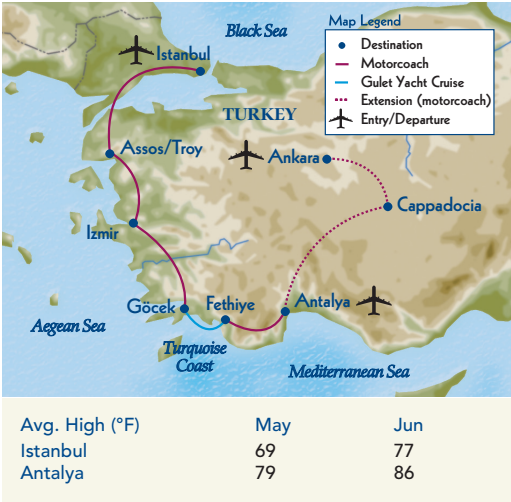 Black Sea
Map Legend
Destination
Motorcoach
Gulet Yacht Cruise
Extension (motorcoach)
Entry/Departure
Istanbul
TURKEY
Assos/Troy
Ankara
Cappadocia
Izmir
Göcek
Fethiye
Antalya
Aegean Sea
Turquoise
Coast
Mediterranean Sea
Avg. High (°F) May Jun
Istanbul 69 77
Antalya 79 86